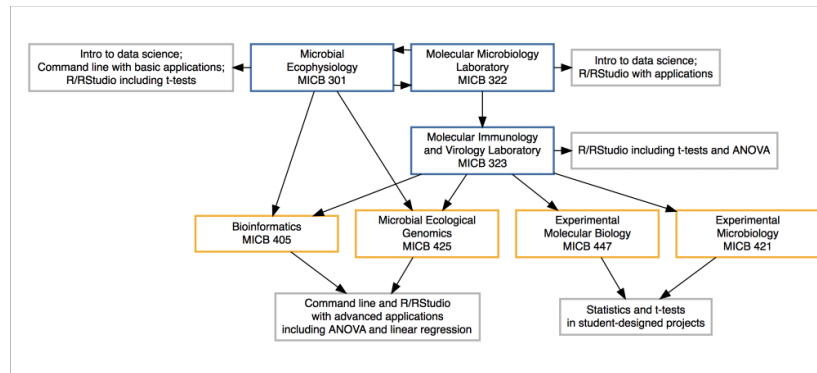 Intro to data science;
Command line with basic applications;
R/RStudio including t-tests
Microbial
Ecophysiology
MICB 301
Molecular Microbiology
Laboratory
MICB 322
Intro to data science;
R/RStudio with applications
Molecular Immunology
and Virology Laboratory
MICB 323
R/RStudio including t-tests and ANOVA
Bioinformatics
MICB 405
Microbial Ecological
Genomics
MICB 425
Experimental
Molecular Biology
MICB 447
Experimental
Microbiology
MICB 421
Command line and R/RStudio
with advanced applications
including ANOVA and linear regression
Statistics and t-tests
in student-designed projects